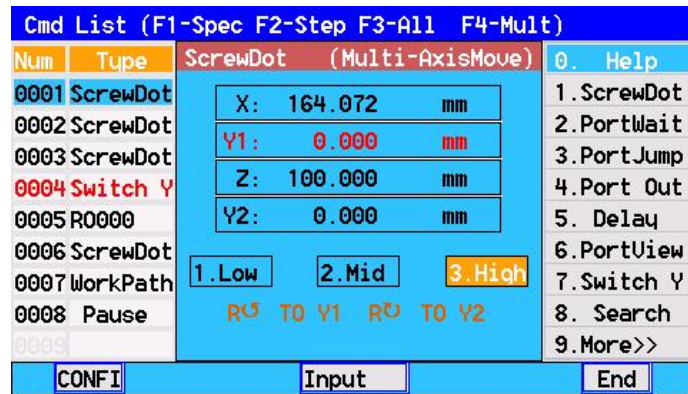 Cmd List (F1-Spec F2-Step F3-All F4-Mult)
Num Type
0001 ScrewDot
0002 ScrewDot
0003 ScrewDot
0004 Switch Y
0005 RO000
0006 ScrewDot
0007 WorkPath
0008 Pause
0009
ScrewDot (Multi-AxisMove)
X: 164.072 mm
Y1: 0.000 mm
Z: 100.000 mm
Y2: 0.000 mm
1.Low 2.Mid 3.High
R↺ TO Y1 R↻ TO Y2
0. Help
1.ScrewDot
2.PortWait
3.PortJump
4.Port Out
5. Delay
6.PortView
7.Switch Y
8. Search
9.More>>
CONFI Input End